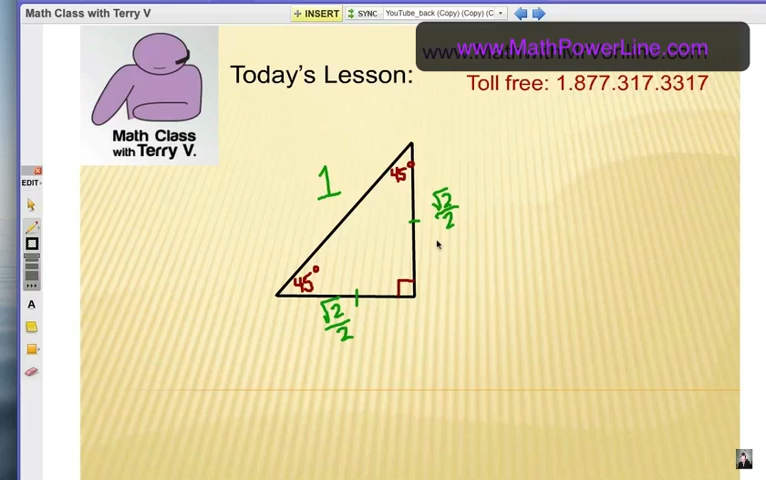 Math Class with Terry V
INSERT
SYNC
YouTube_back (Copy) (Copy) (C
www.MathPowerLine.com
Today's Lesson:
Toll free: 1.877.317.3317
Math Class
with Terry V.
EDIT
A
1
45°
√2/2
45°
√2/2